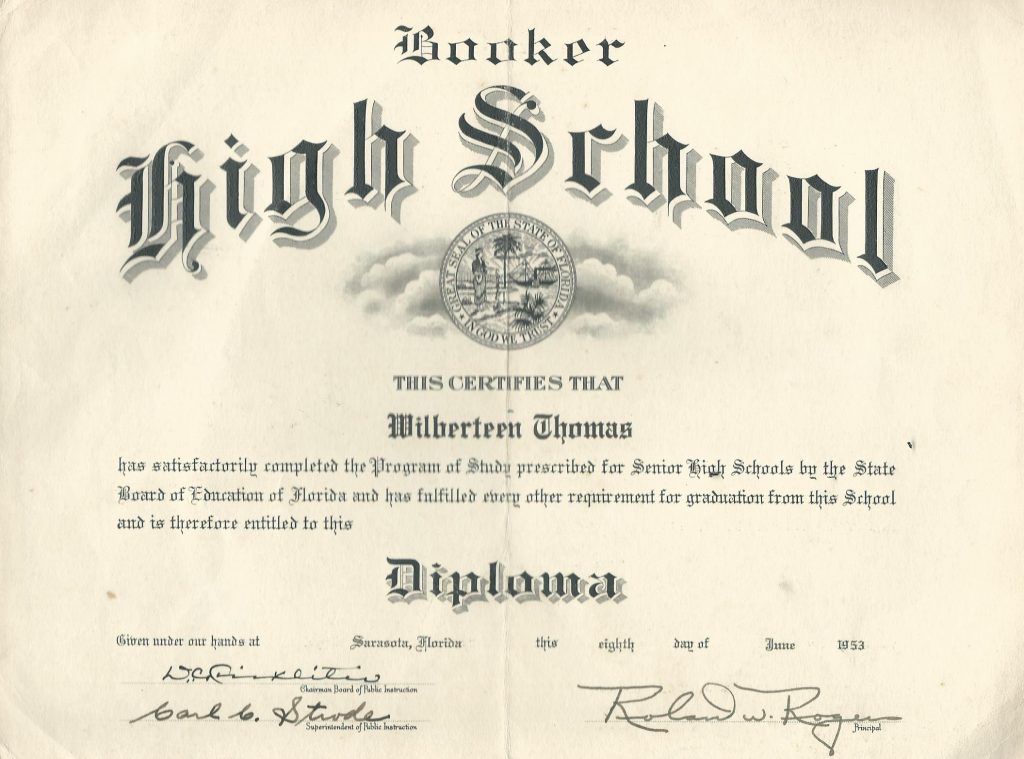 Booker
High School
GREAT SEAL OF THE STATE OF FLORIDA
IN GOD WE TRUST
THIS CERTIFIES THAT
Wilberteen Thomas
has satisfactorily completed the Program of Study prescribed for Senior High Schools by the State
Board of Education of Florida and has fulfilled every other requirement for graduation from this School
and is therefore entitled to this
Diploma
Given under our hands at Sarasota, Florida this eighth day of June 1953
Chairman Board of Public Instruction
Carl C. Strode
Superintendent of Public Instruction
Roland W. Rogers
Principal